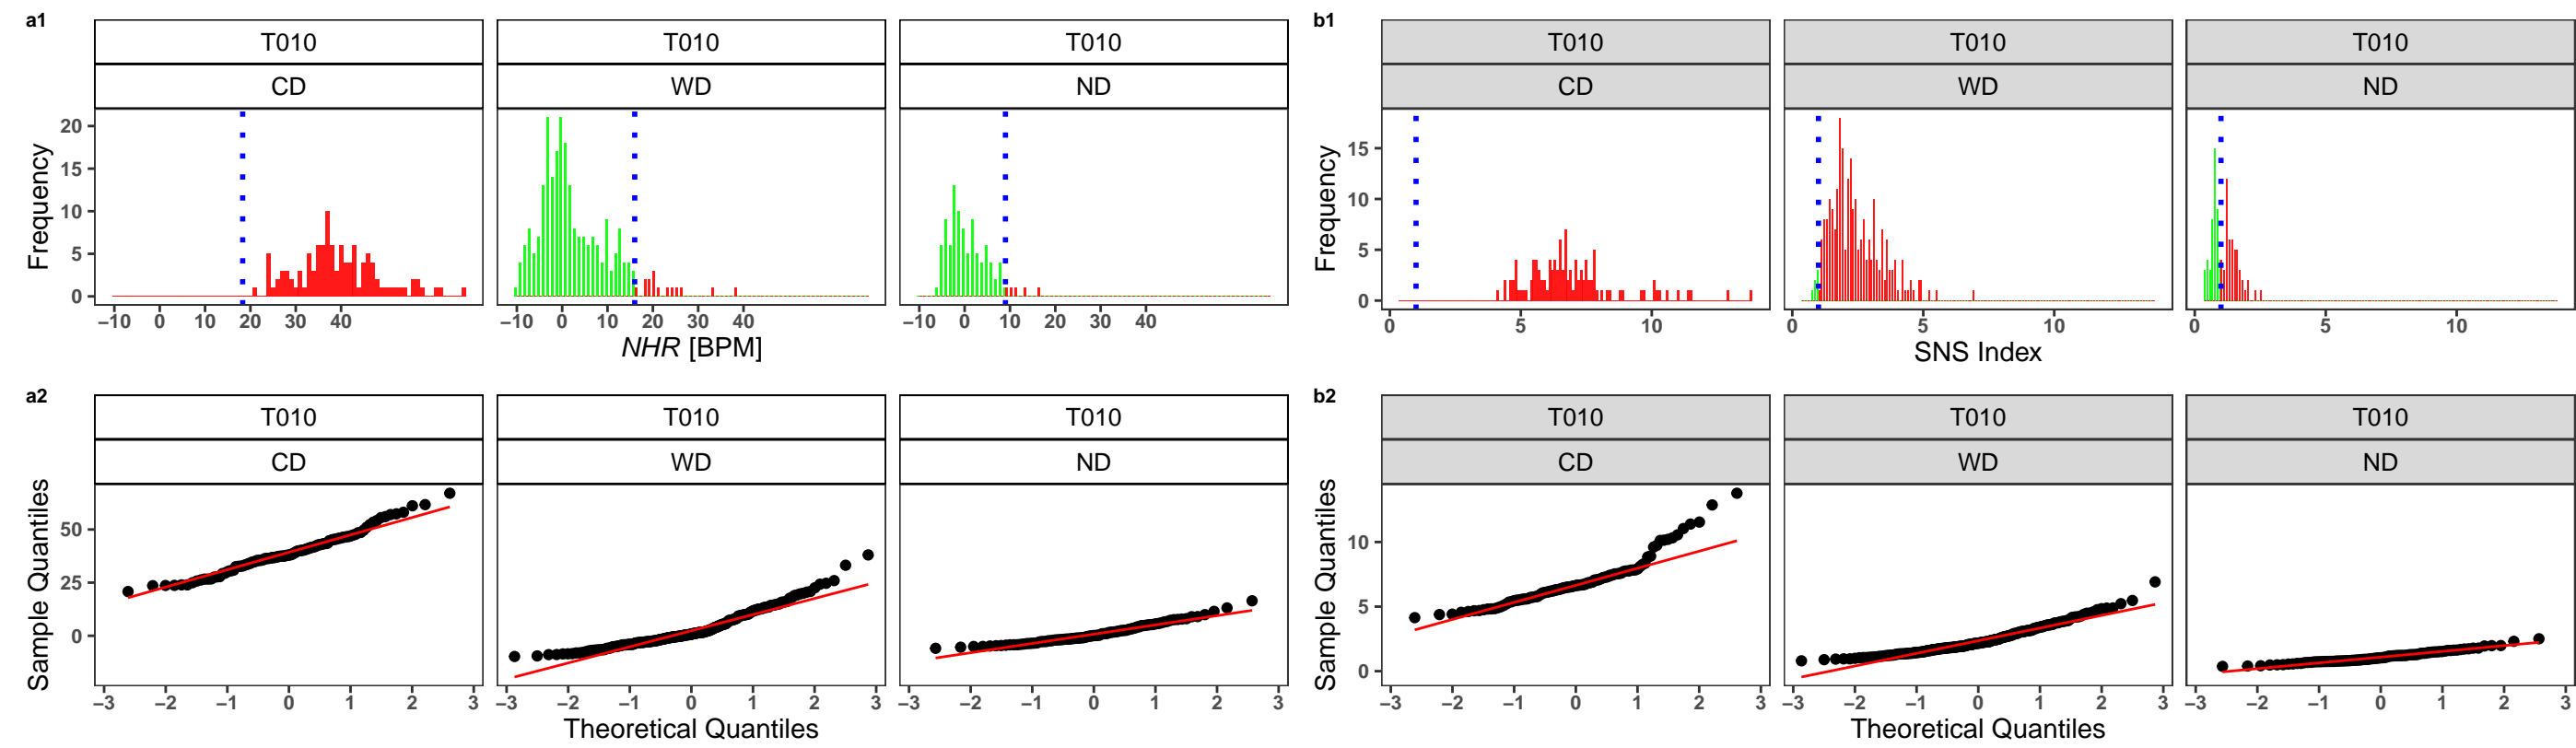 a1
T010 T010 T010
CD WD ND
Frequency
20
15
10
5
0
−10 0 10 20 30 40 −10 0 10 20 30 40 −10 0 10 20 30 40
NHR [BPM]
b1
T010 T010 T010
CD WD ND
Frequency
15
10
5
0
0 5 10 0 5 10 0 5 10
SNS Index
a2
T010 T010 T010
CD WD ND
Sample Quantiles
50
25
0
−3 −2 −1 0 1 2 3 −3 −2 −1 0 1 2 3 −3 −2 −1 0 1 2 3
Theoretical Quantiles
b2
T010 T010 T010
CD WD ND
Sample Quantiles
10
5
0
−3 −2 −1 0 1 2 3 −3 −2 −1 0 1 2 3 −3 −2 −1 0 1 2 3
Theoretical Quantiles